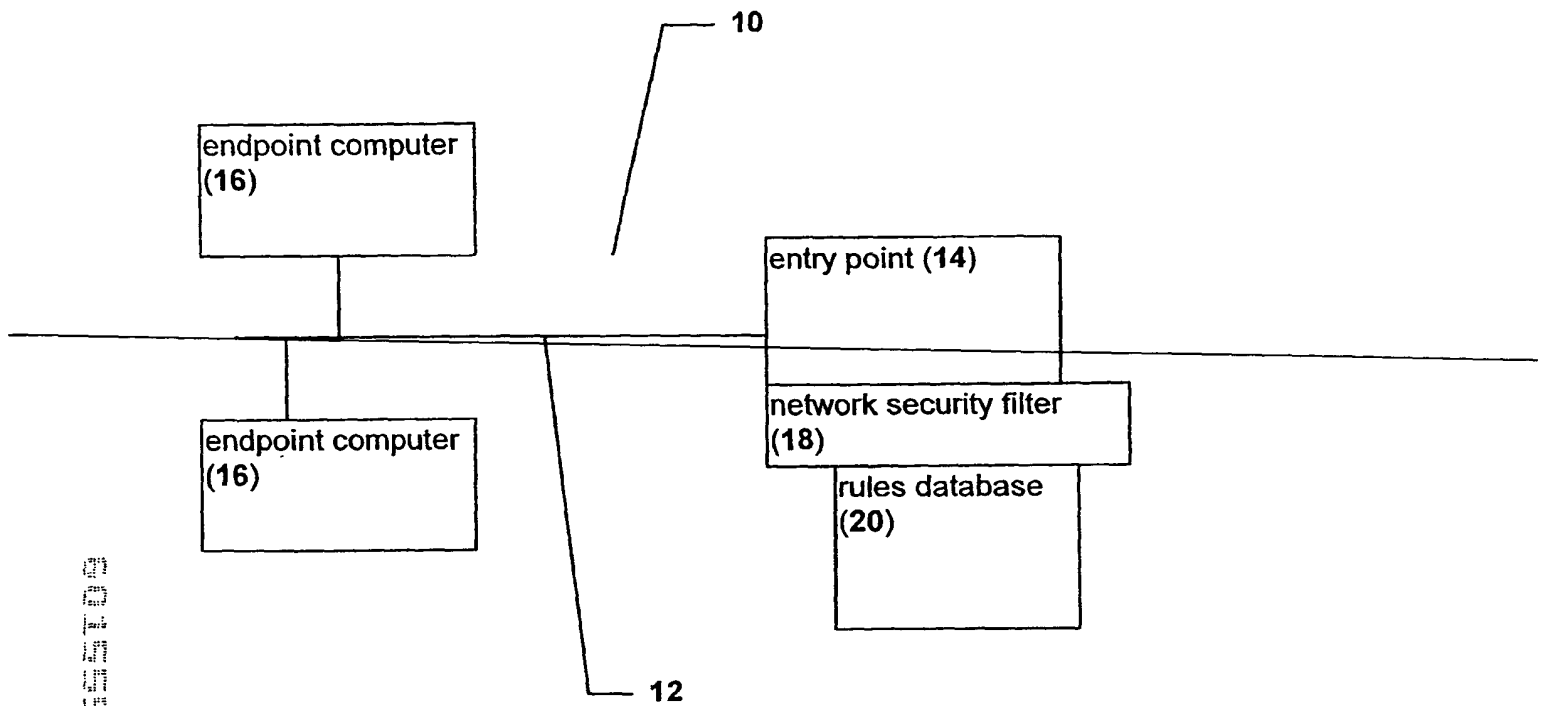 10
endpoint computer
(16)
entry point (14)
network security filter
(18)
endpoint computer
(16)
rules database
(20)
12